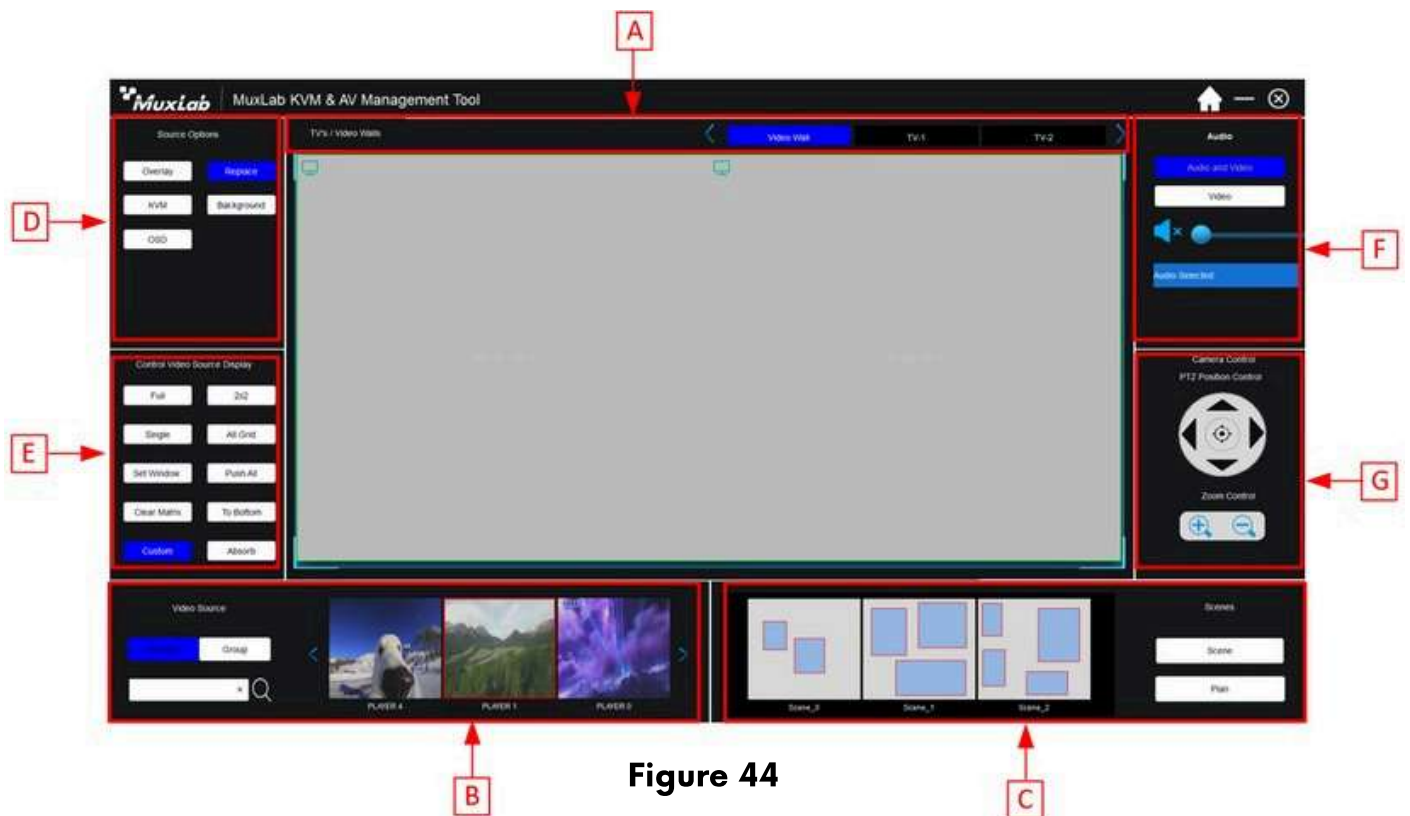 A
MuxLab MuxLab KVM & AV Management Tool
Source Options
Overlay Replace
KVM Background
OSD
D
TV's / Video Walls Video Wall TV-1 TV-2
Audio
Audio and Video
Video
Audio Selected
F
Control Video Source Display
Full 2x2
Single All Grid
Set Window Push All
Clear Matrix To Bottom
Custom Absorb
E
Camera Control
PTZ Position Control
Zoom Control
G
Video Source
Group
PLAYER 4 PLAYER 1 PLAYER 0
B
Scene_0 Scene_1 Scene_2
Scenes
Scene
Plan
C
Figure 44